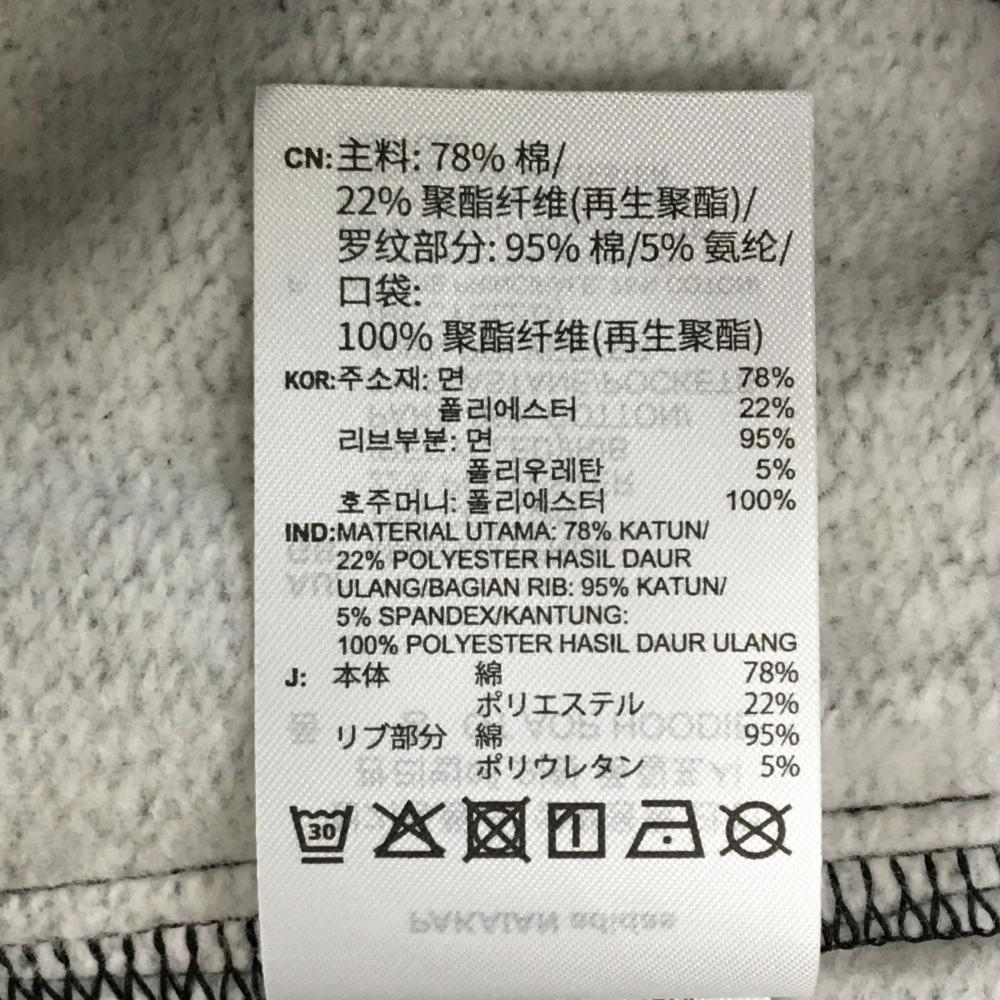 CN:主料: 78% 棉/
22% 聚酯纤维(再生聚酯)/
罗纹部分: 95% 棉/5% 氨纶/
口袋:
100% 聚酯纤维(再生聚酯)
KOR:주소재: 면 78%
폴리에스터 22%
리브부분: 면 95%
폴리우레탄 5%
호주머니: 폴리에스터 100%
IND:MATERIAL UTAMA: 78% KATUN/
22% POLYESTER HASIL DAUR
ULANG/BAGIAN RIB: 95% KATUN/
5% SPANDEX/KANTUNG:
100% POLYESTER HASIL DAUR ULANG
J: 本体 綿 78%
ポリエステル 22%
リブ部分 綿 95%
ポリウレタン 5%
30
PAKAIAN adidas